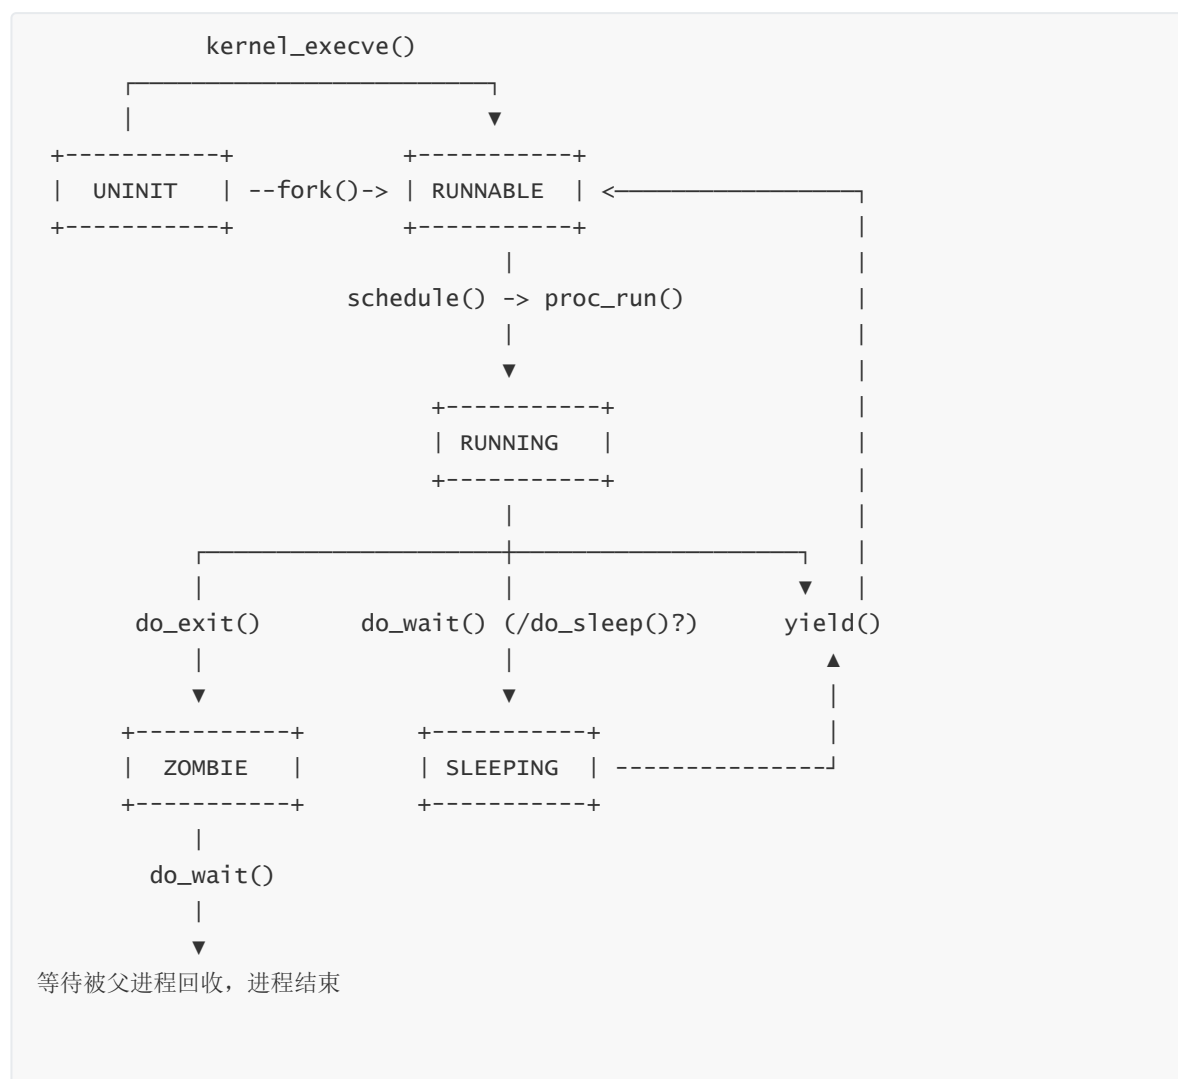 kernel_execve()
+-----------+ +-----------+
| UNINIT | --fork()-> | RUNNABLE | <
+-----------+ +-----------+
schedule() -> proc_run()
+-----------+
| RUNNING |
+-----------+
do_exit() do_wait() (/do_sleep()?) yield()
+-----------+ +-----------+
| ZOMBIE | | SLEEPING | ---------------┘
+-----------+ +-----------+
do_wait()
等待被父进程回收，进程结束